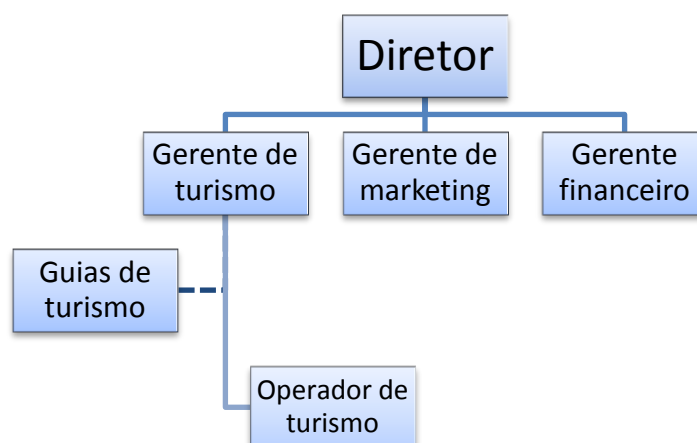 Diretor
Gerente de
turismo
Gerente de
marketing
Gerente
financeiro
Guias de
turismo
Operador de
turismo